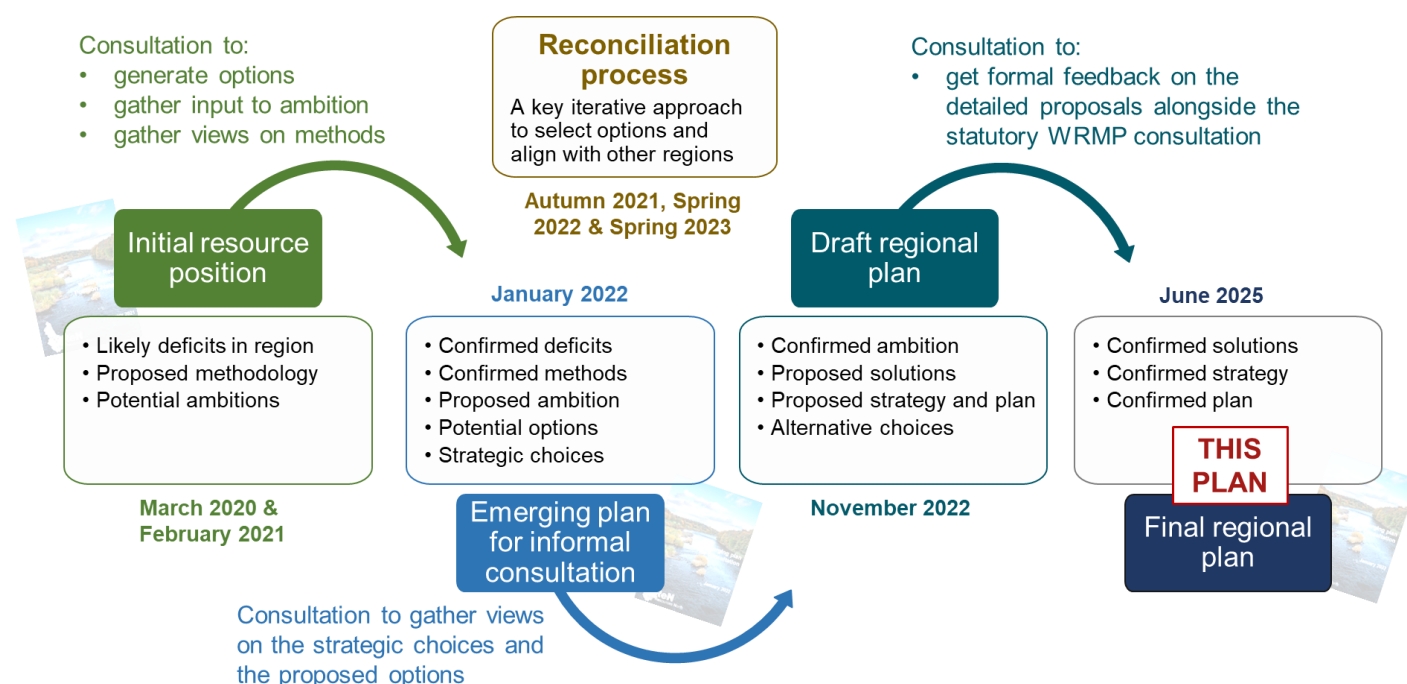 Consultation to:
• generate options
• gather input to ambition
• gather views on methods
Reconciliation
process
A key iterative approach
to select options and
align with other regions
Autumn 2021, Spring
2022 & Spring 2023
Consultation to:
• get formal feedback on the
detailed proposals alongside the
statutory WRMP consultation
Initial resource
position
• Likely deficits in region
• Proposed methodology
• Potential ambitions
March 2020 &
February 2021
January 2022
• Confirmed deficits
• Confirmed methods
• Proposed ambition
• Potential options
• Strategic choices
Emerging plan
for informal
consultation
Consultation to gather views
on the strategic choices and
the proposed options
Draft regional
plan
• Confirmed ambition
• Proposed solutions
• Proposed strategy and plan
• Alternative choices
November 2022
June 2025
• Confirmed solutions
• Confirmed strategy
• Confirmed plan
THIS
PLAN
Final regional
plan